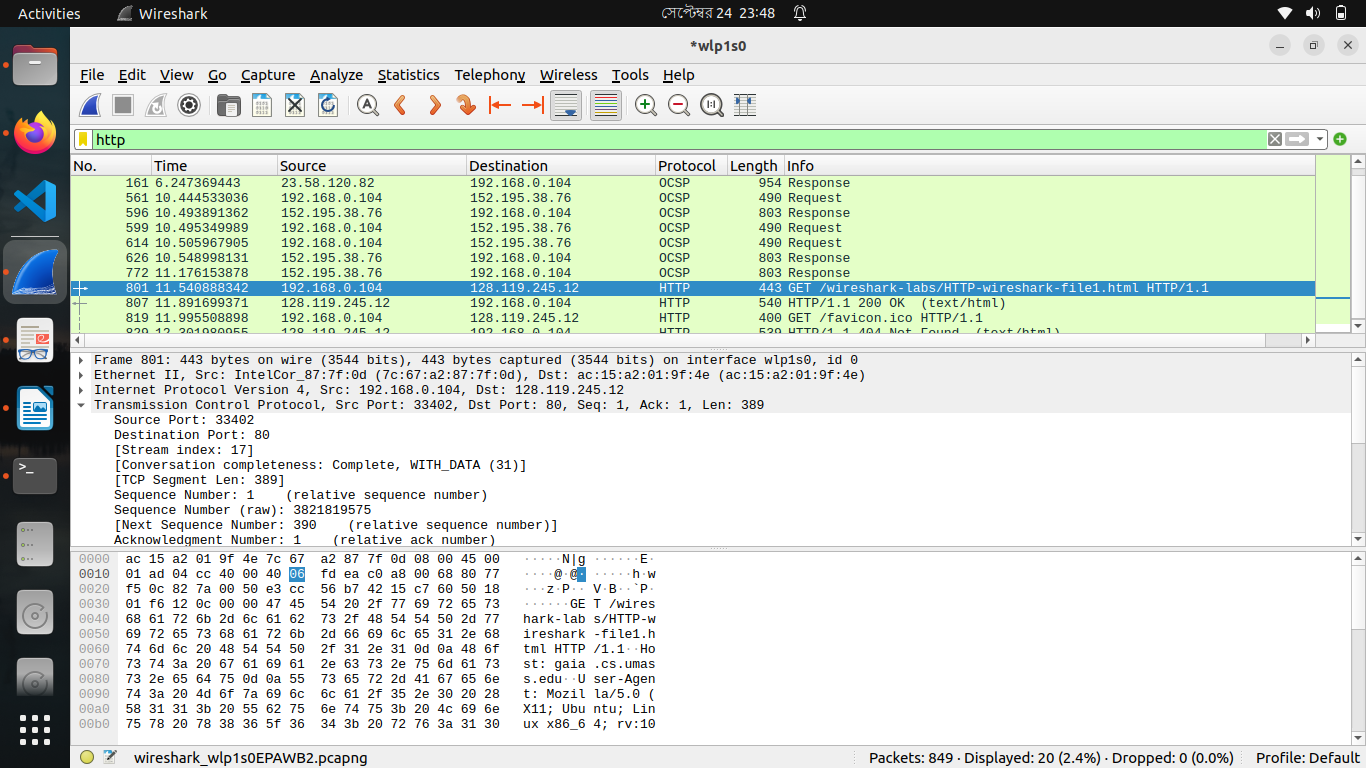 Activities Wireshark সেপ্টেম্বর 24 23:48
*wlp1s0
File Edit View Go Capture Analyze Statistics Telephony Wireless Tools Help
http
No. Time Source Destination Protocol Length Info
161 6.247369443 23.58.120.82 192.168.0.104 OCSP 954 Response
561 10.444533036 192.168.0.104 152.195.38.76 OCSP 490 Request
596 10.493891362 152.195.38.76 192.168.0.104 OCSP 803 Response
599 10.495349989 192.168.0.104 152.195.38.76 OCSP 490 Request
614 10.505967905 192.168.0.104 152.195.38.76 OCSP 490 Request
626 10.548998131 152.195.38.76 192.168.0.104 OCSP 803 Response
772 11.176153878 152.195.38.76 192.168.0.104 OCSP 803 Response
801 11.540888342 192.168.0.104 128.119.245.12 HTTP 443 GET /wireshark-labs/HTTP-wireshark-file1.html HTTP/1.1
807 11.891699371 128.119.245.12 192.168.0.104 HTTP 540 HTTP/1.1 200 OK (text/html)
819 11.995508898 192.168.0.104 128.119.245.12 HTTP 400 GET /favicon.ico HTTP/1.1
829 12.301980955 128.119.245.12 192.168.0.104 HTTP 539 HTTP/1.1 404 Not Found (text/html)
Frame 801: 443 bytes on wire (3544 bits), 443 bytes captured (3544 bits) on interface wlp1s0, id 0
Ethernet II, Src: IntelCor_87:7f:0d (7c:67:a2:87:7f:0d), Dst: ac:15:a2:01:9f:4e (ac:15:a2:01:9f:4e)
Internet Protocol Version 4, Src: 192.168.0.104, Dst: 128.119.245.12
Transmission Control Protocol, Src Port: 33402, Dst Port: 80, Seq: 1, Ack: 1, Len: 389
Source Port: 33402
Destination Port: 80
[Stream index: 17]
[Conversation completeness: Complete, WITH_DATA (31)]
[TCP Segment Len: 389]
Sequence Number: 1 (relative sequence number)
Sequence Number (raw): 3821819575
[Next Sequence Number: 390 (relative sequence number)]
Acknowledgment Number: 1 (relative ack number)
0000 ac 15 a2 01 9f 4e 7c 67 a2 87 7f 0d 08 00 45 00 ·····N|g ······E·
0010 01 ad 04 cc 40 00 40 06 fd ea c0 a8 00 68 80 77 ····@·@· ·····h·w
0020 f5 0c 82 7a 00 50 e3 cc 56 b7 42 15 c7 60 50 18 ···z·P·· V·B··`P·
0030 01 f6 12 0c 00 00 47 45 54 20 2f 77 69 72 65 73 ······GE T /wires
0040 68 61 72 6b 2d 6c 61 62 73 2f 48 54 54 50 2d 77 hark-lab s/HTTP-w
0050 69 72 65 73 68 61 72 6b 2d 66 69 6c 65 31 2e 68 ireshark -file1.h
0060 74 6d 6c 20 48 54 54 50 2f 31 2e 31 0d 0a 48 6f tml HTTP /1.1··Ho
0070 73 74 3a 20 67 61 69 61 2e 63 73 2e 75 6d 61 73 st: gaia .cs.umas
0080 73 2e 65 64 75 0d 0a 55 73 65 72 2d 41 67 65 6e s.edu··U ser-Agen
0090 74 3a 20 4d 6f 7a 69 6c 6c 61 2f 35 2e 30 20 28 t: Mozil la/5.0 (
00a0 58 31 31 3b 20 55 62 75 6e 74 75 3b 20 4c 69 6e X11; Ubu ntu; Lin
00b0 75 78 20 78 38 36 5f 36 34 3b 20 72 76 3a 31 30 ux x86_6 4; rv:10
wireshark_wlp1s0EPAWB2.pcapng Packets: 849 · Displayed: 20 (2.4%) · Dropped: 0 (0.0%) Profile: Default